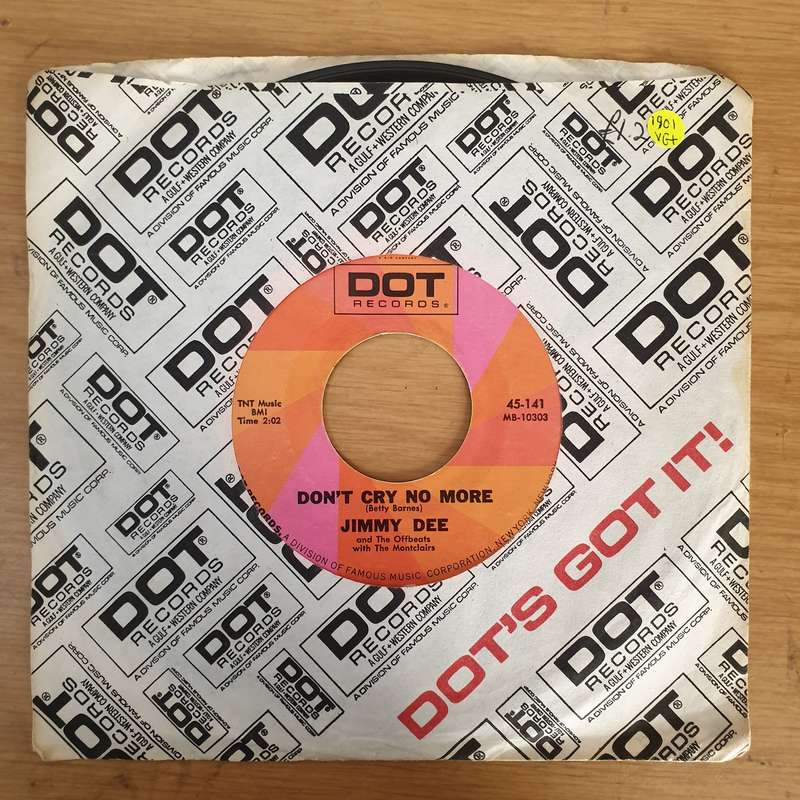 £1.2
1901
VG+
DOT
RECORDS
A GULF + WESTERN COMPANY
A DIVISION OF FAMOUS MUSIC CORP.
DOT'S GOT IT!
DOT
RECORDS
TNT Music
BMI
Time 2:02
45-141
MB-10303
DON'T CRY NO MORE
(Betty Barnes)
JIMMY DEE
and The Offbeats
with The Montclairs
RECORDS, A DIVISION OF FAMOUS MUSIC CORPORATION, NEW YORK, N.Y.